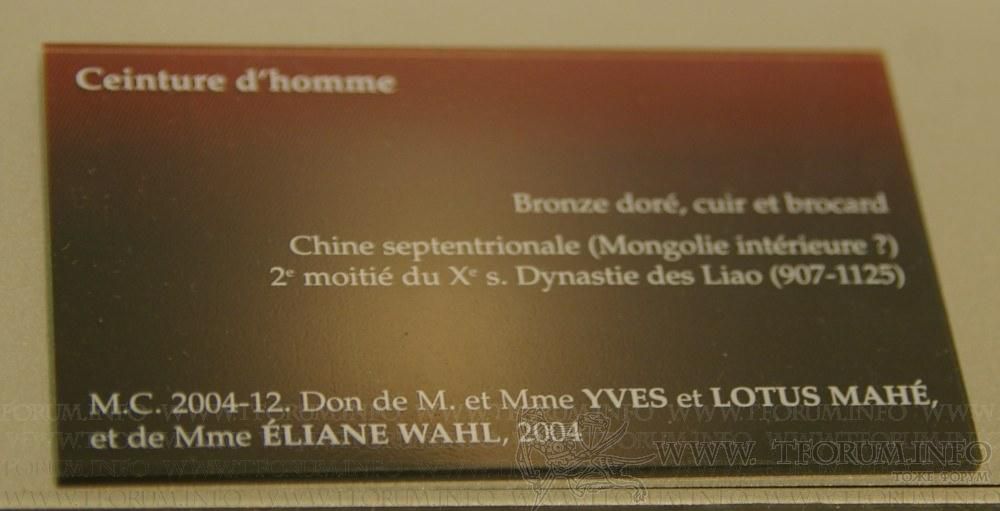 Ceinture d'homme
Bronze doré, cuir et brocard
Chine septentrionale (Mongolie intérieure ?)
2e moitié du Xe s. Dynastie des Liao (907-1125)
M.C. 2004-12. Don de M. et Mme YVES et LOTUS MAHÉ,
et de Mme ÉLIANE WAHL, 2004
WWW.TFORUM.INFO
ТОЖЕ ФОРУМ